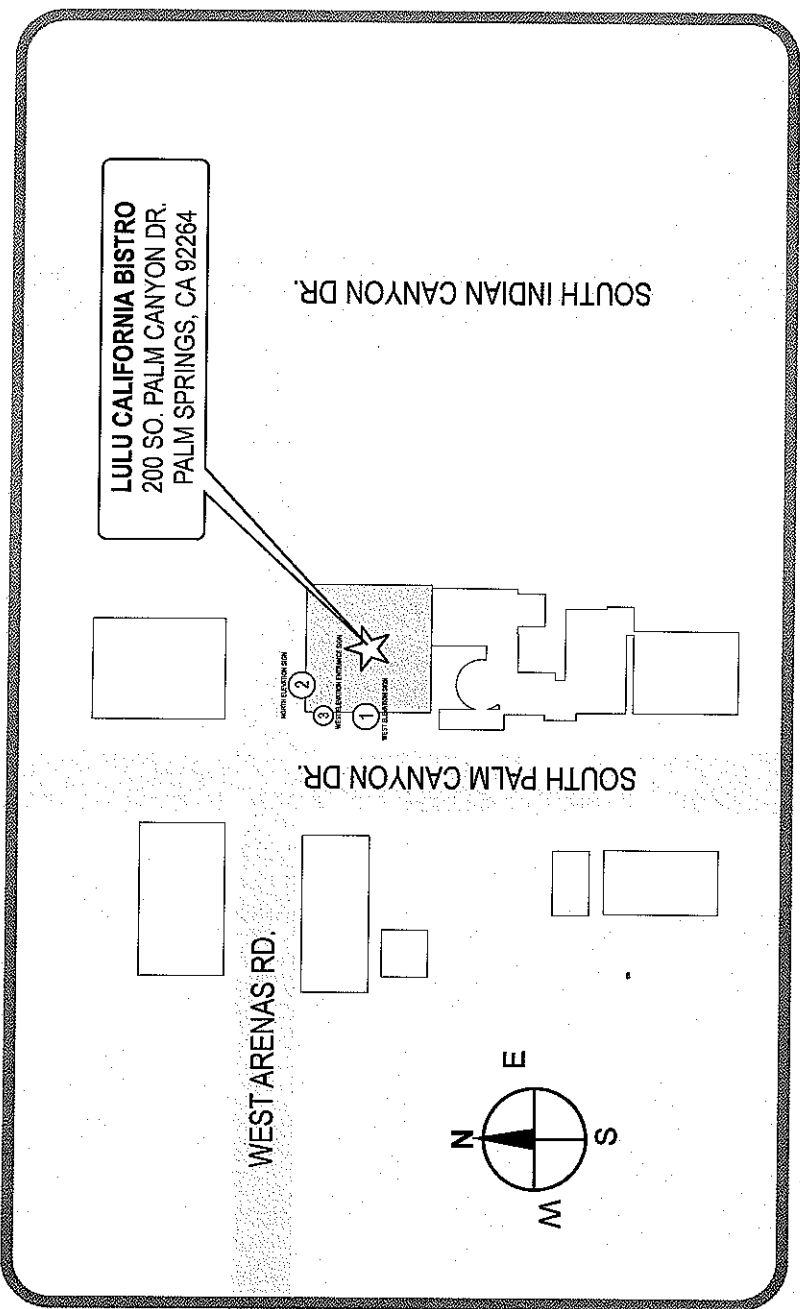 LULU CALIFORNIA BISTRO
200 SO. PALM CANYON DR.
PALM SPRINGS, CA 92264
SOUTH INDIAN CANYON DR.
NORTH ELEVATION SIGN
2
3
WEST ELEVATION ENTRANCE SIGN
1
WEST ELEVATION SIGN
SOUTH PALM CANYON DR.
WEST ARENAS RD.
N
E
S
W